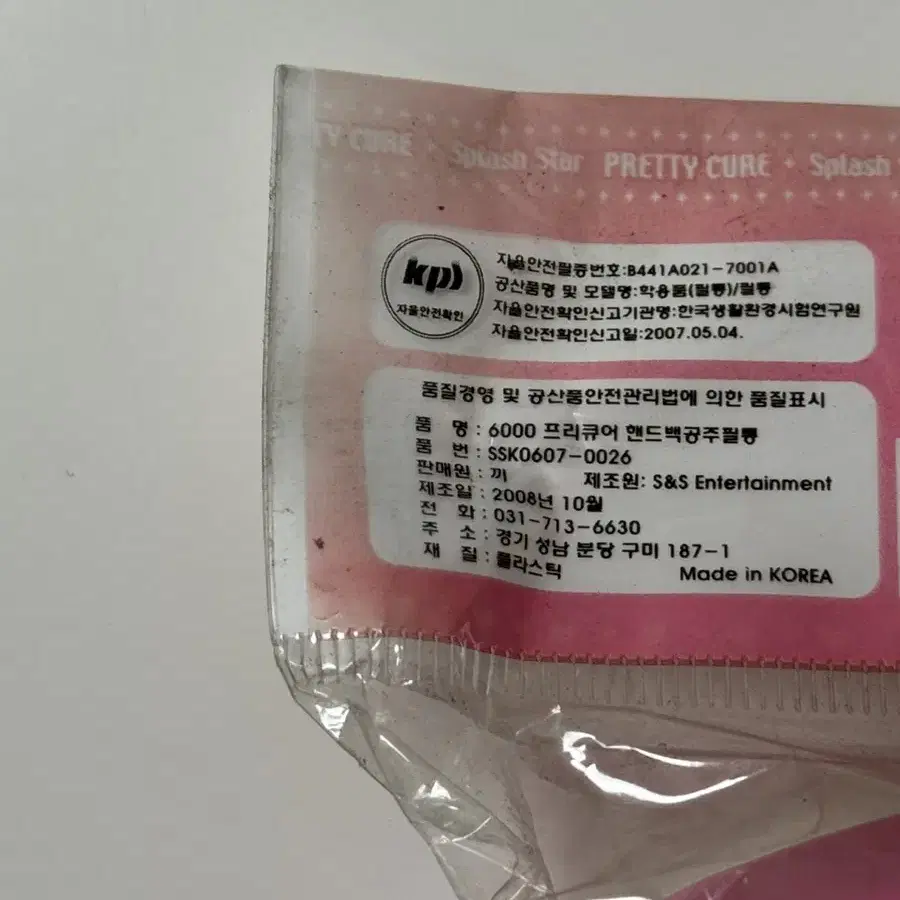 TTY CURE Splash Star PRETTY CURE Splash
kpl
자율안전확인
자율안전필증번호:B441A021-7001A
공산품명 및 모델명:학용품(필통)/필통
자율안전확인신고기관명:한국생활환경시험연구원
자율안전확인신고일:2007.05.04.
품질경영 및 공산품안전관리법에 의한 품질표시
품 명 : 6000 프리큐어 핸드백공주필통
품 번 : SSK0607-0026
판매원 : 끼 제조원: S&S Entertainment
제조일 : 2008년 10월
전 화 : 031-713-6630
주 소 : 경기 성남 분당 구미 187-1
재 질 : 플라스틱 Made in KOREA